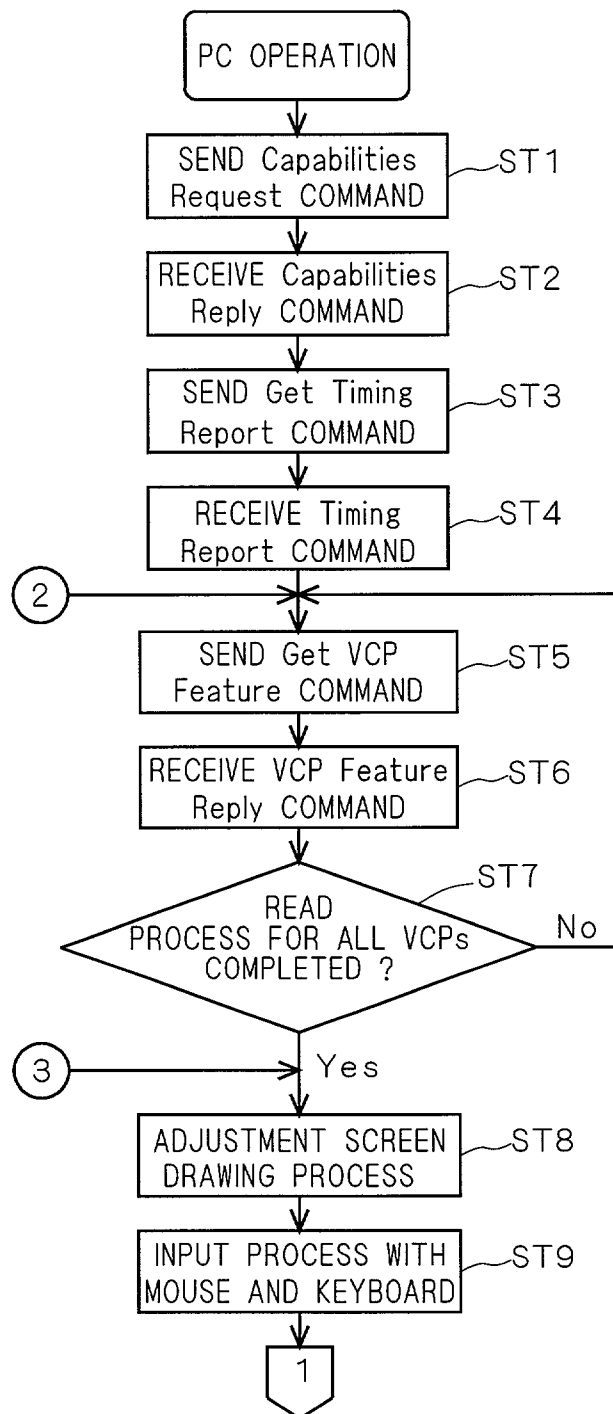 PC OPERATION
SEND Capabilities
Request COMMAND
ST1
RECEIVE Capabilities
Reply COMMAND
ST2
SEND Get Timing
Report COMMAND
ST3
RECEIVE Timing
Report COMMAND
ST4
2
SEND Get VCP
Feature COMMAND
ST5
RECEIVE VCP Feature
Reply COMMAND
ST6
ST7
READ
PROCESS FOR ALL VCPs
COMPLETED ?
No
3
Yes
ADJUSTMENT SCREEN
DRAWING PROCESS
ST8
INPUT PROCESS WITH
MOUSE AND KEYBOARD
ST9
1